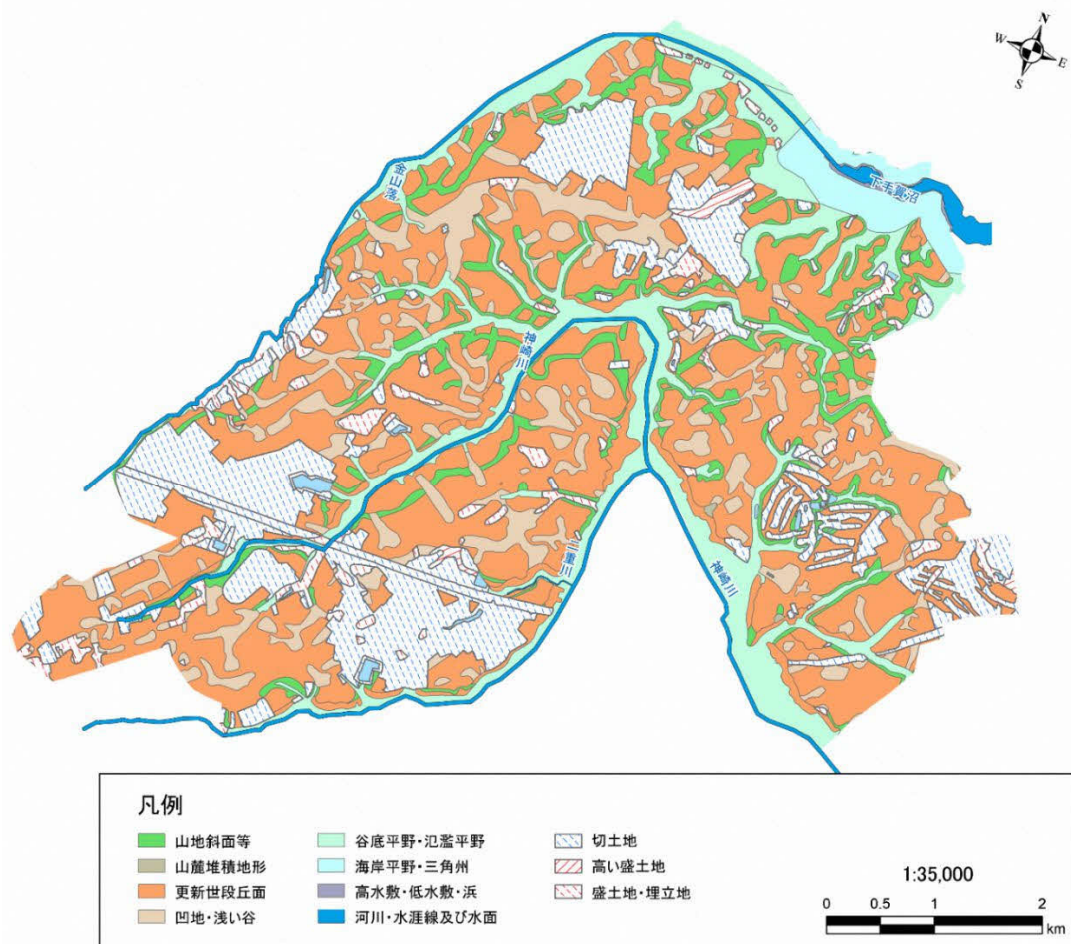 N
W
E
S
金山落
下手賀沼
神崎川
二重川
神崎川
凡例
山地斜面等
谷底平野・氾濫平野
切土地
山麓堆積地形
海岸平野・三角州
高い盛土地
更新世段丘面
高水敷・低水敷・浜
盛土地・埋立地
凹地・浅い谷
河川・水涯線及び水面
1:35,000
0 0.5 1 2
km